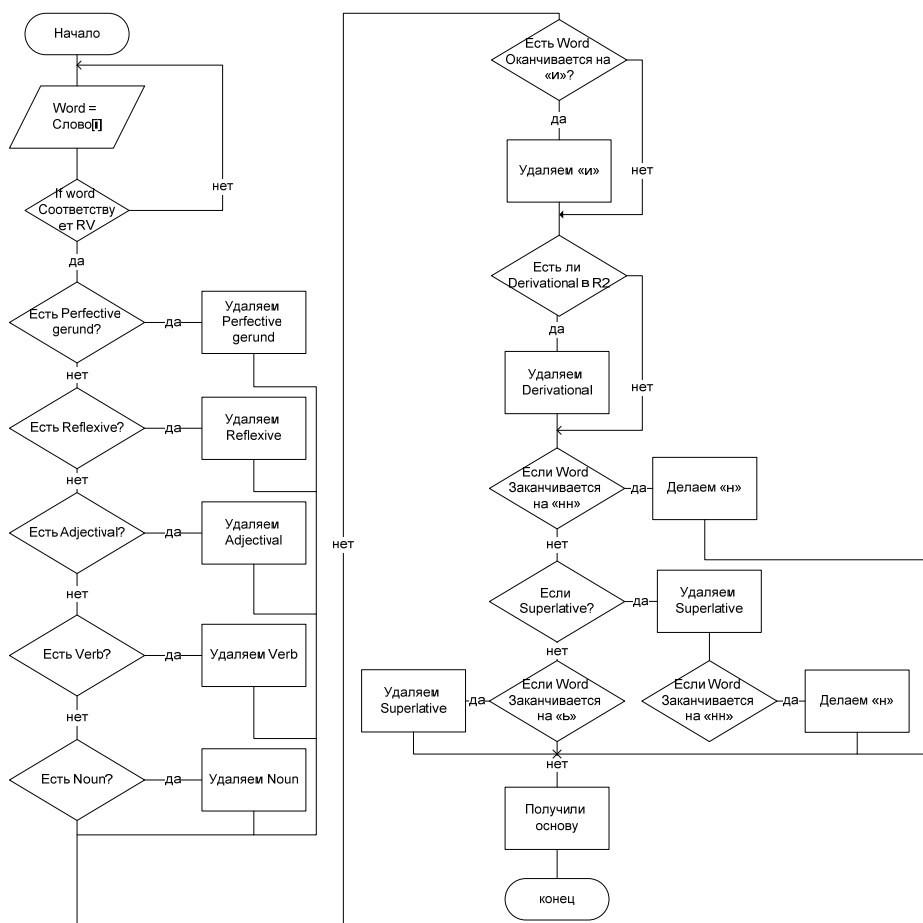 Начало
Word =
Слово[i]
If word
Соответству
ет RV
нет
да
Есть Perfective
gerund?
да
Удаляем
Perfective
gerund
нет
Есть Reflexive?
да
Удаляем
Reflexive
нет
Есть Adjectival?
да
Удаляем
Adjectival
нет
Есть Verb?
да
Удаляем Verb
нет
Есть Noun?
да
Удаляем Noun
нет
Есть Word
Оканчивается на
«и»?
да
Удаляем «и»
нет
Есть ли
Derivational в R2
да
Удаляем
Derivational
нет
Если Word
Заканчивается
на «нн»
да
Делаем «н»
нет
Если
Superlative?
да
Удаляем
Superlative
нет
Если Word
Заканчивается
на «нн»
да
Делаем «н»
Если Word
Заканчивается
на «ь»
да
Удаляем
Superlative
нет
Получили
основу
конец